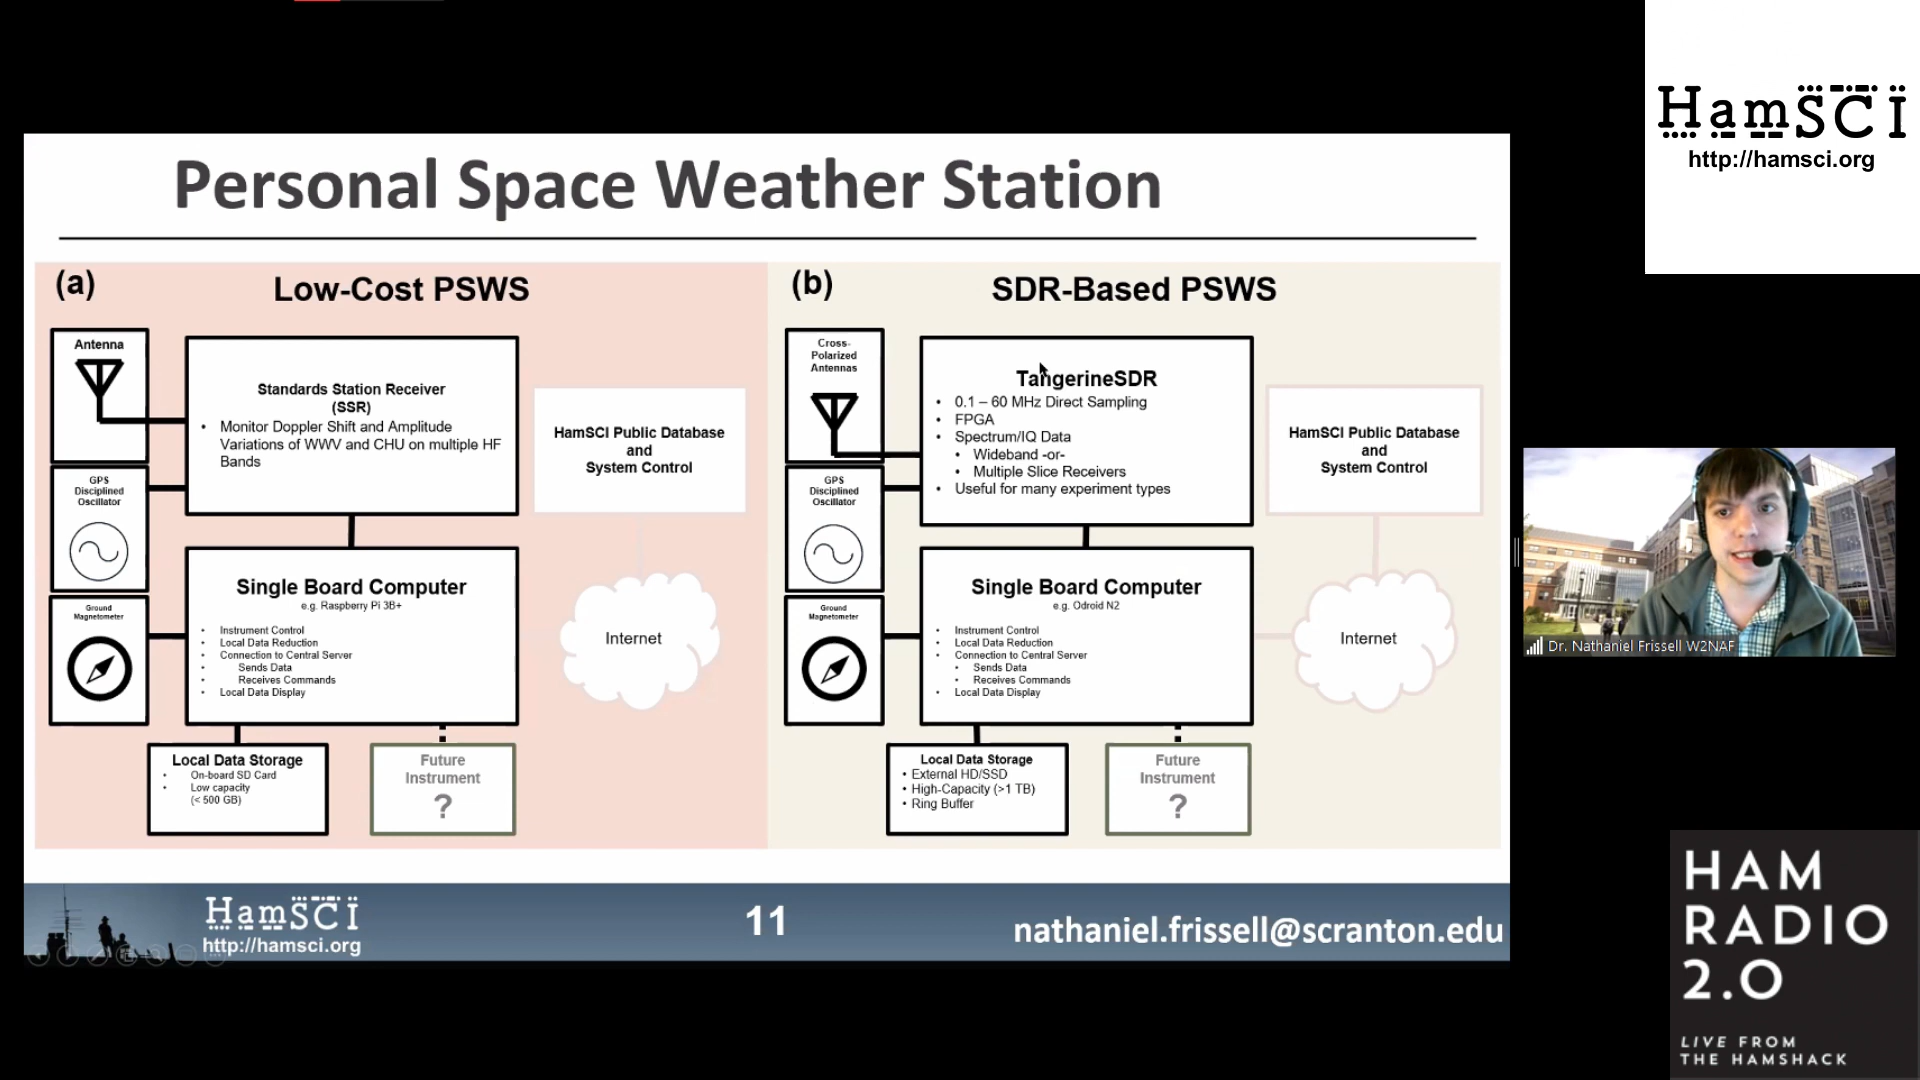 HamSCI
http://hamsci.org
Personal Space Weather Station
(a)
Low-Cost PSWS
Antenna
Standards Station Receiver
(SSR)
• Monitor Doppler Shift and Amplitude
Variations of WWV and CHU on multiple HF
Bands
GPS
Disciplined
Oscillator
HamSCI Public Database
and
System Control
Ground
Magnetometer
Single Board Computer
e.g. Raspberry Pi 3B+
• Instrument Control
• Local Data Reduction
• Connection to Central Server
• Sends Data
• Receives Commands
• Local Data Display
Internet
Local Data Storage
• On-board SD Card
• Low capacity
(< 500 GB)
Future
Instrument
?
(b)
SDR-Based PSWS
Cross-
Polarized
Antennas
TangerineSDR
• 0.1 – 60 MHz Direct Sampling
• FPGA
• Spectrum/IQ Data
• Wideband -or-
• Multiple Slice Receivers
• Useful for many experiment types
GPS
Disciplined
Oscillator
HamSCI Public Database
and
System Control
Ground
Magnetometer
Single Board Computer
e.g. Odroid N2
• Instrument Control
• Local Data Reduction
• Connection to Central Server
• Sends Data
• Receives Commands
• Local Data Display
Internet
Local Data Storage
• External HD/SSD
• High-Capacity (>1 TB)
• Ring Buffer
Future
Instrument
?
HamSCI
http://hamsci.org
11
nathaniel.frissell@scranton.edu
Dr. Nathaniel Frissell W2NAF
HAM
RADIO
2.0
LIVE FROM
THE HAMSHACK